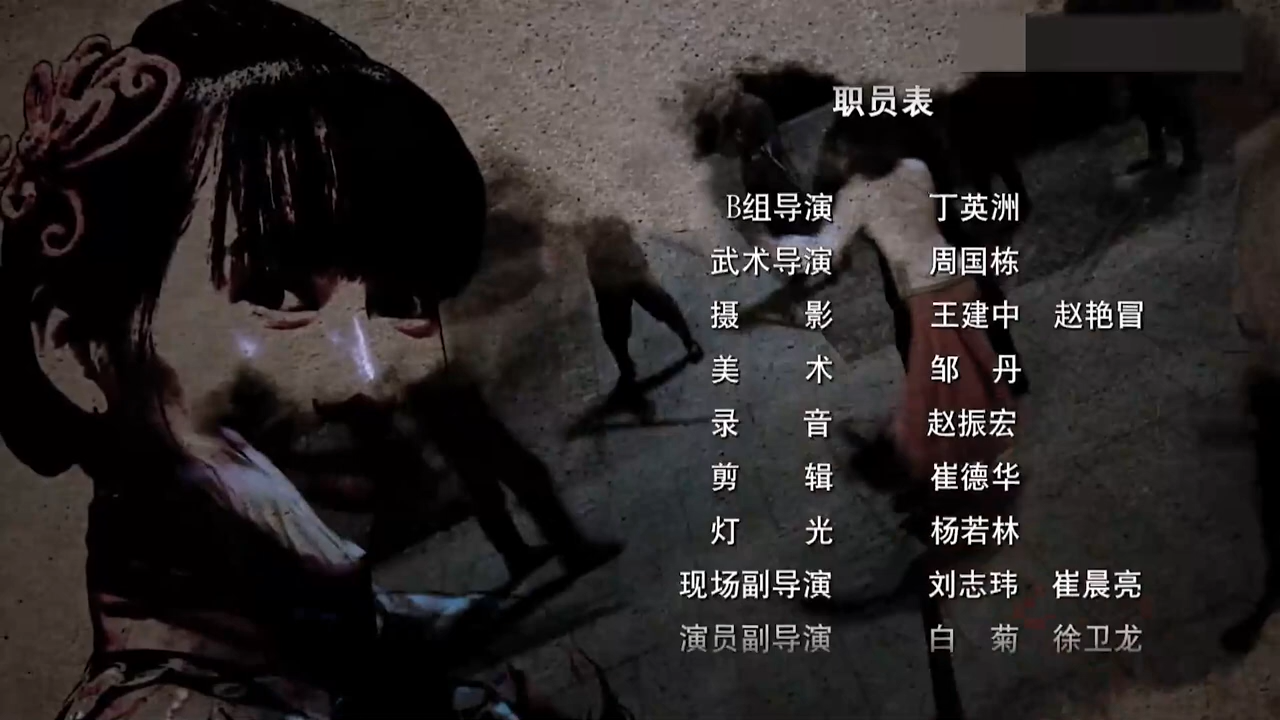 职员表
B组导演 丁英洲
武术导演 周国栋
摄 影 王建中 赵艳冒
美 术 邹 丹
录 音 赵振宏
剪 辑 崔德华
灯 光 杨若林
现场副导演 刘志玮 崔晨亮
演员副导演 白 菊 徐卫龙